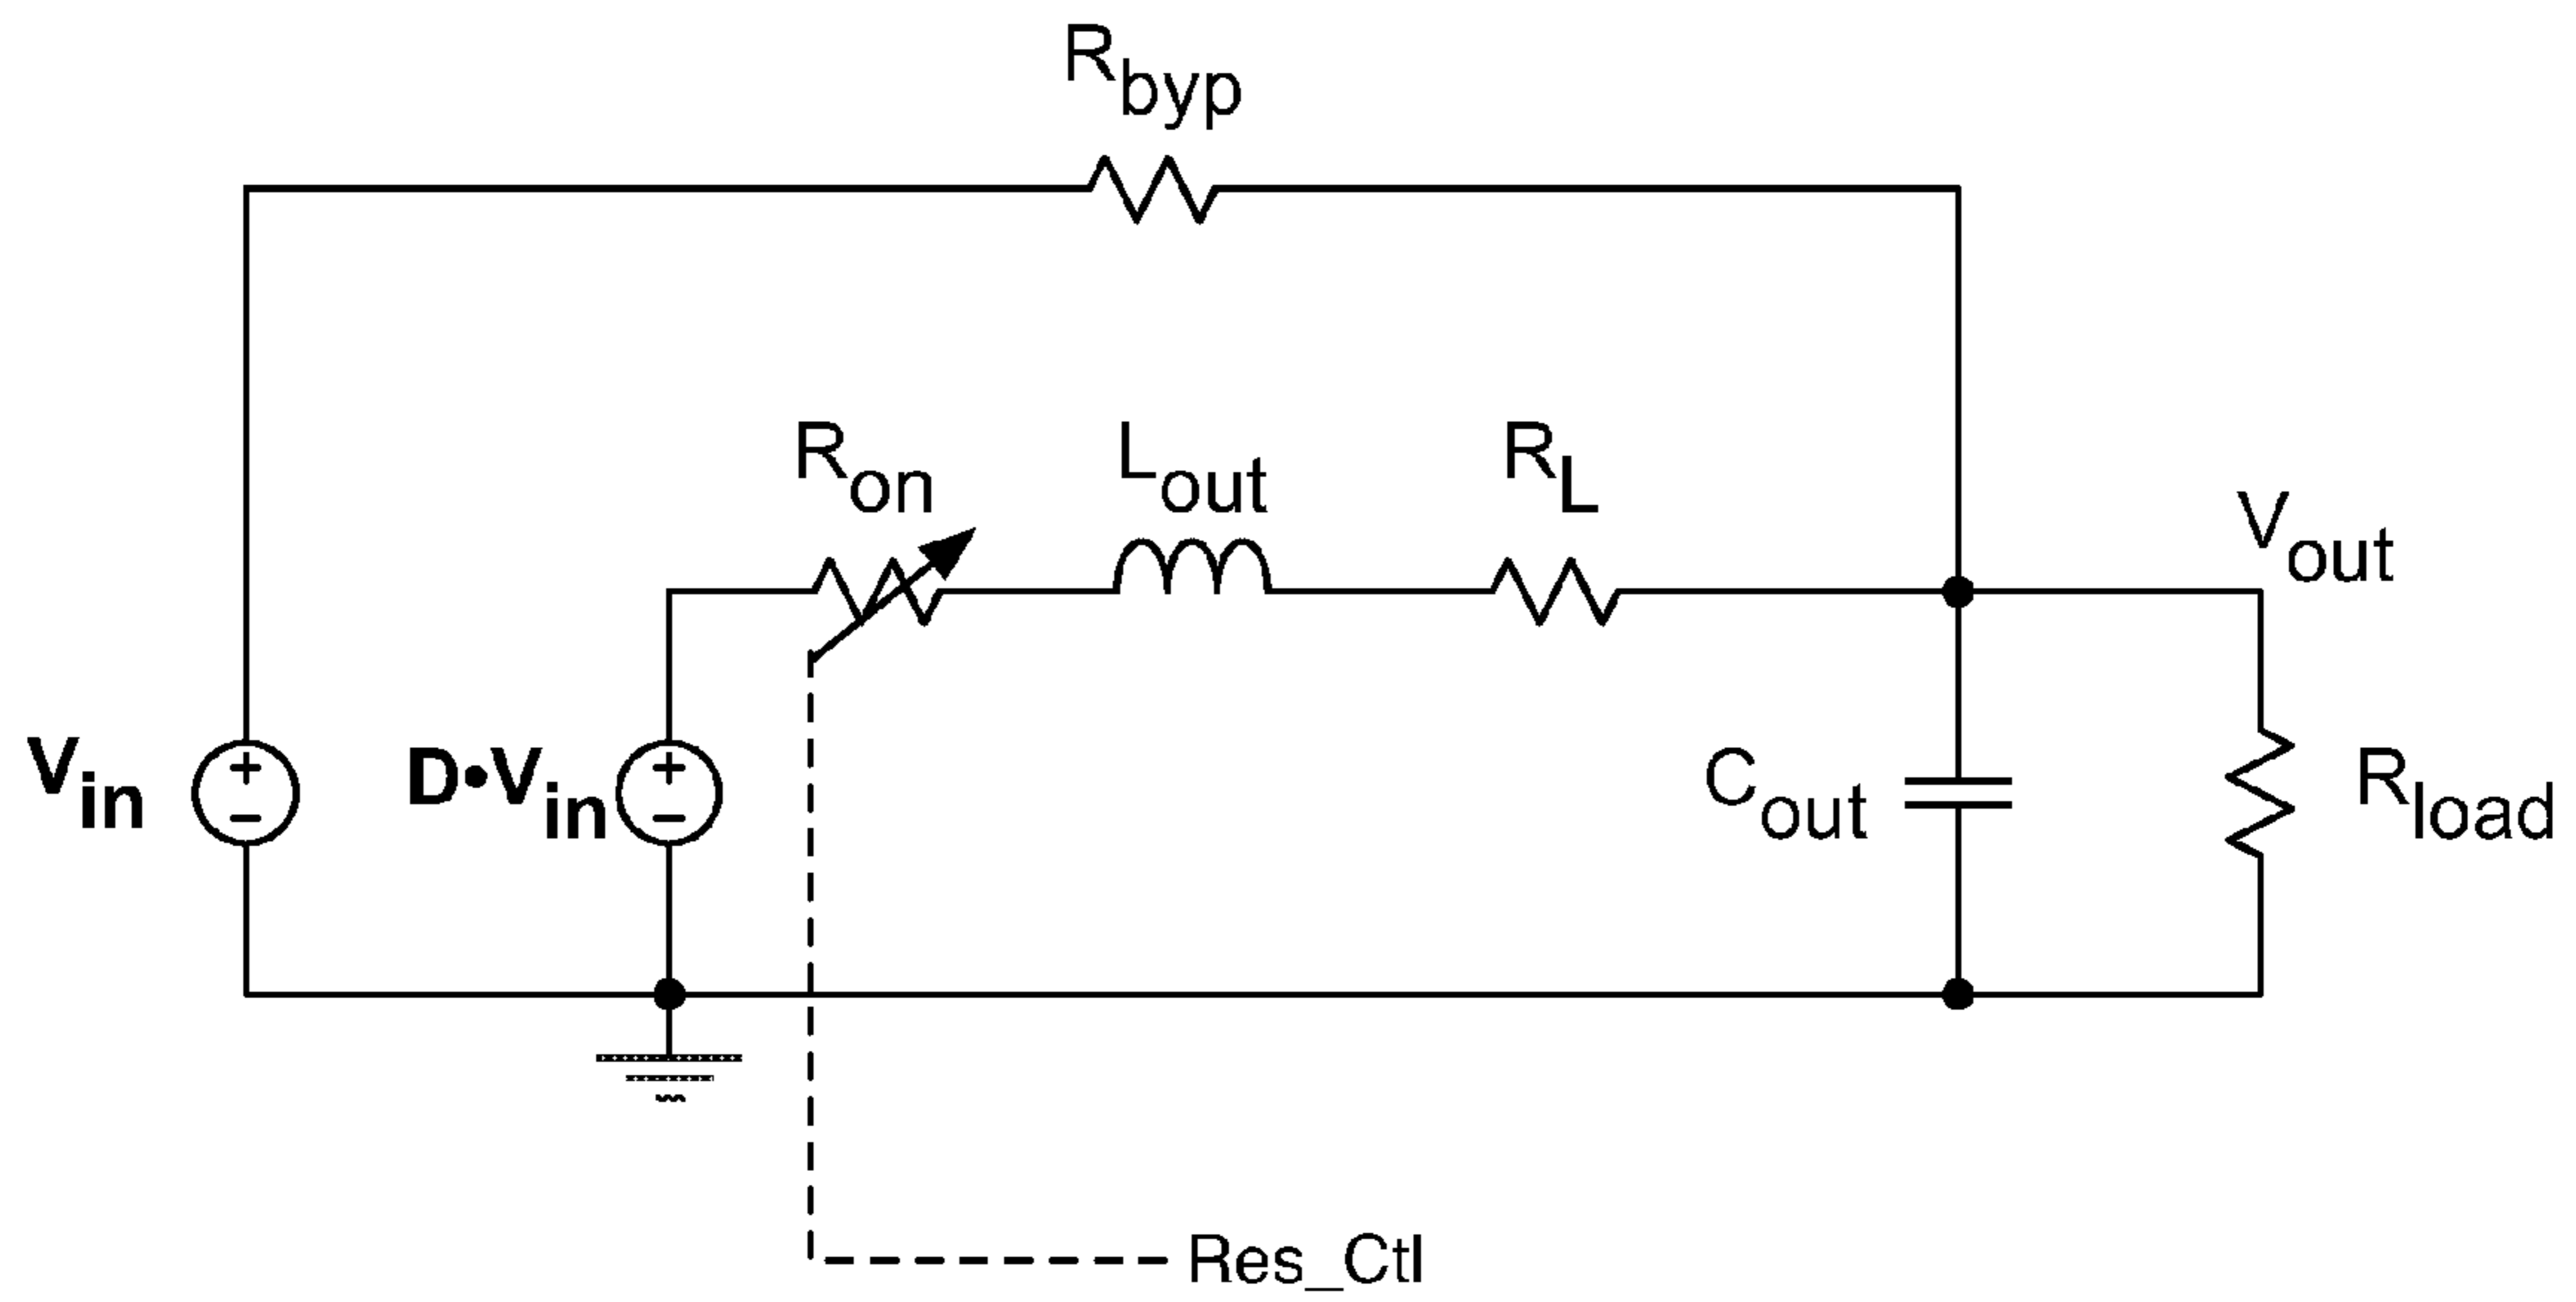 Rbyp
Ron
Lout
RL
Vout
Vin
+
−
D•Vin
+
−
Cout
Rload
Res_Ctl